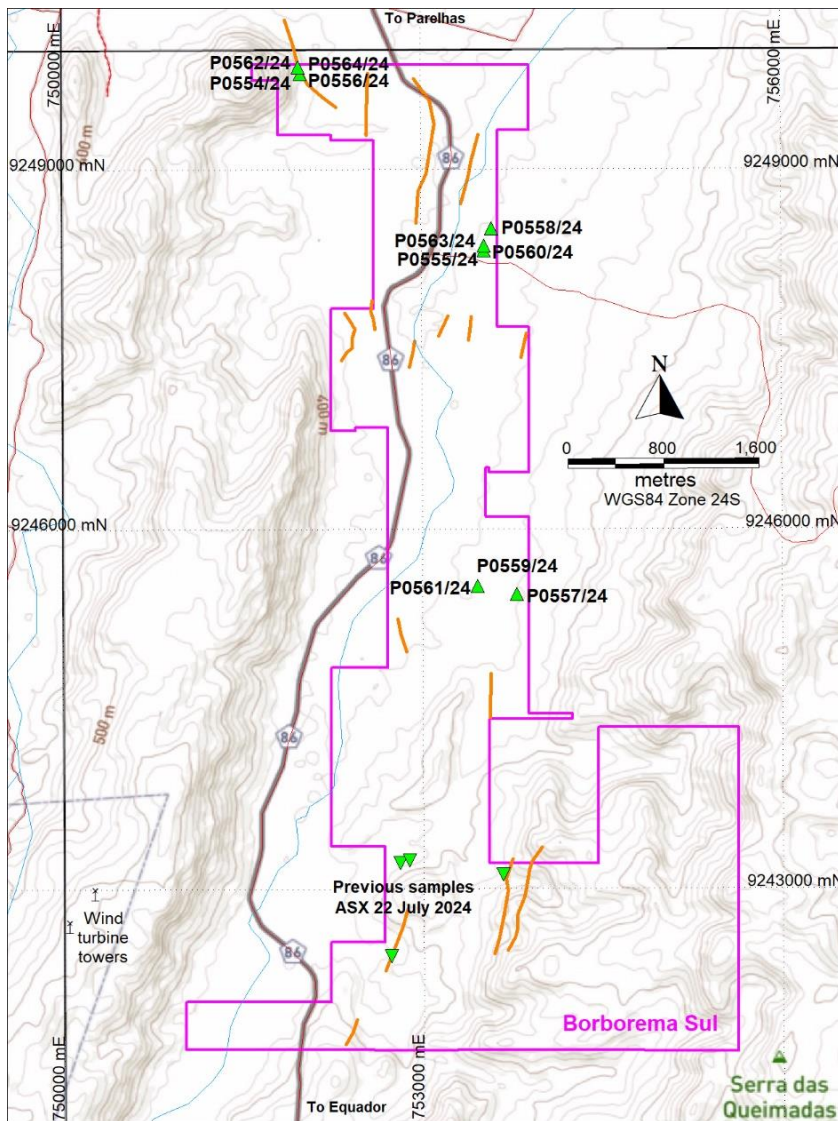 To Parelhas
750000 mE
756000 mE
P0562/24 P0564/24
P0554/24 P0556/24
400 m
9249000 mN
86
9249000 mN
P0558/24
P0563/24
P0555/24 P0560/24
86
400 m
N
0 800 1,600
metres
WGS84 Zone 24S
9246000 mN
9246000 mN
86
P0559/24
P0561/24
P0557/24
500 m
86
Previous samples
ASX 22 July 2024
9243000 mN
Wind
turbine
towers
86
Borborema Sul
750000 mE
753000 mE
To Equador
Serra das
Queimadas